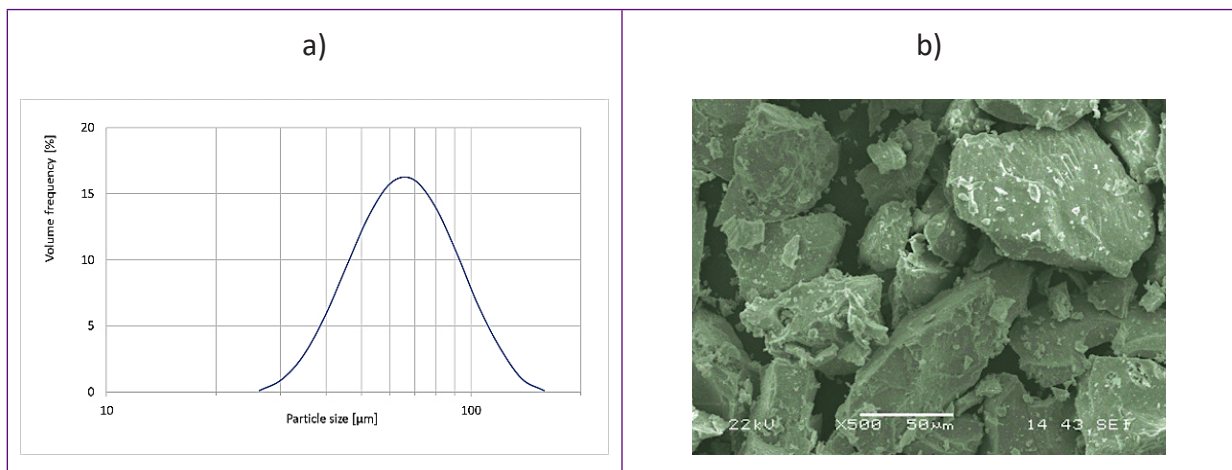 a)
b)
Volume frequency [%]
20
15
10
5
0
10
100
Particle size [µm]
22kV X500 50µm 14 43 SEI